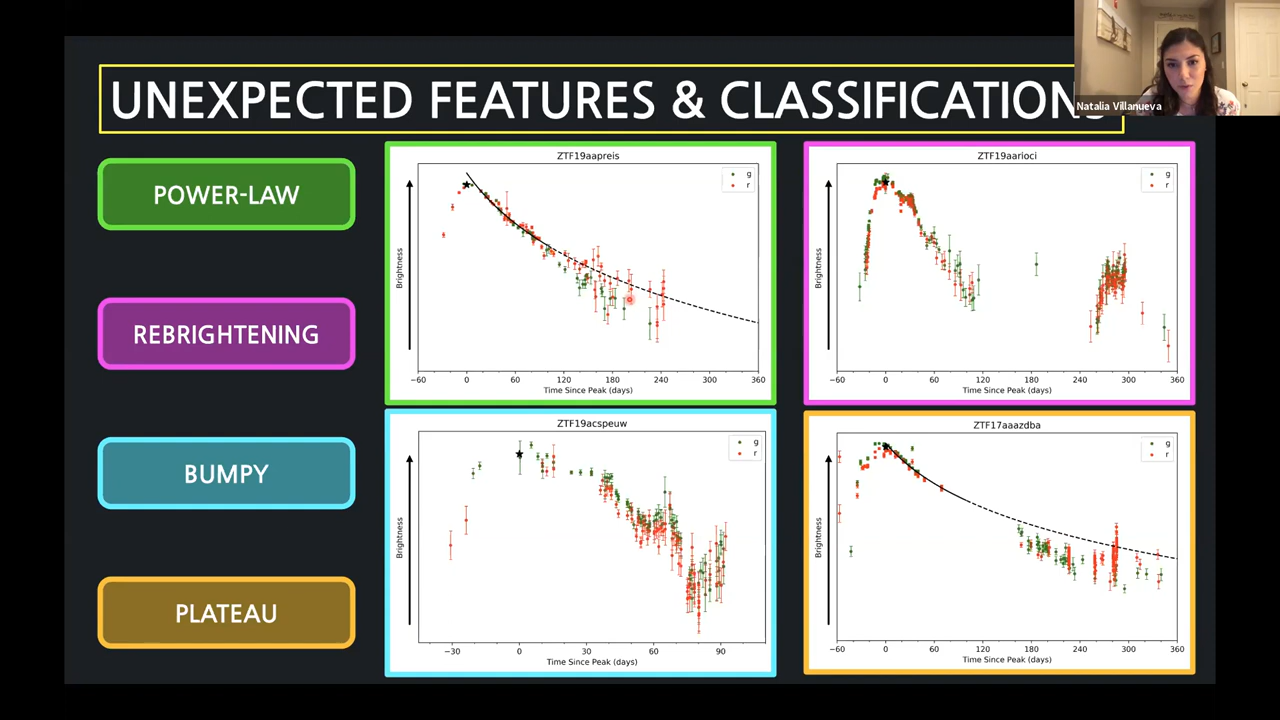 UNEXPECTED FEATURES & CLASSIFICATIONS
Natalia Villanueva
POWER-LAW
REBRIGHTENING
BUMPY
PLATEAU
ZTF19aapreis
g
r
Brightness
−60 0 60 120 180 240 300 360
Time Since Peak (days)
ZTF19aarioci
g
r
Brightness
−60 0 60 120 180 240 300 360
Time Since Peak (days)
ZTF19acspeuw
g
r
Brightness
−30 0 30 60 90
Time Since Peak (days)
ZTF17aaazdba
g
r
Brightness
−60 0 60 120 180 240 300 360
Time Since Peak (days)